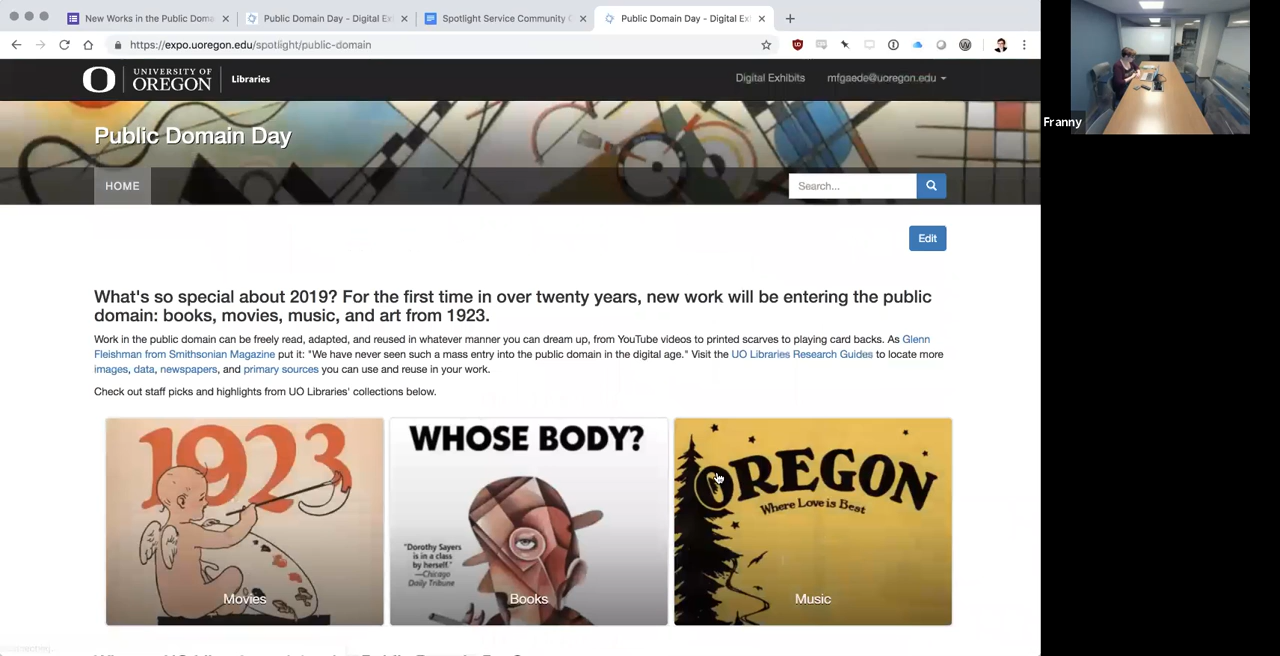 New Works in the Public Doma
Public Domain Day - Digital Ex
Spotlight Service Community C
Public Domain Day - Digital Ex
https://expo.uoregon.edu/spotlight/public-domain
O UNIVERSITY OF OREGON Libraries
Digital Exhibits
mfgaede@uoregon.edu
Franny
Public Domain Day
HOME
Search...
Edit
What's so special about 2019? For the first time in over twenty years, new work will be entering the public
domain: books, movies, music, and art from 1923.
Work in the public domain can be freely read, adapted, and reused in whatever manner you can dream up, from YouTube videos to printed scarves to playing card backs. As Glenn
Fleishman from Smithsonian Magazine put it: "We have never seen such a mass entry into the public domain in the digital age." Visit the UO Libraries Research Guides to locate more
images, data, newspapers, and primary sources you can use and reuse in your work.
Check out staff picks and highlights from UO Libraries' collections below.
1923
Movies
WHOSE BODY?
"Dorothy Sayers
is in a class
by herself."
—Chicago
Daily Tribune
Books
OREGON
Where Love is Best
Music